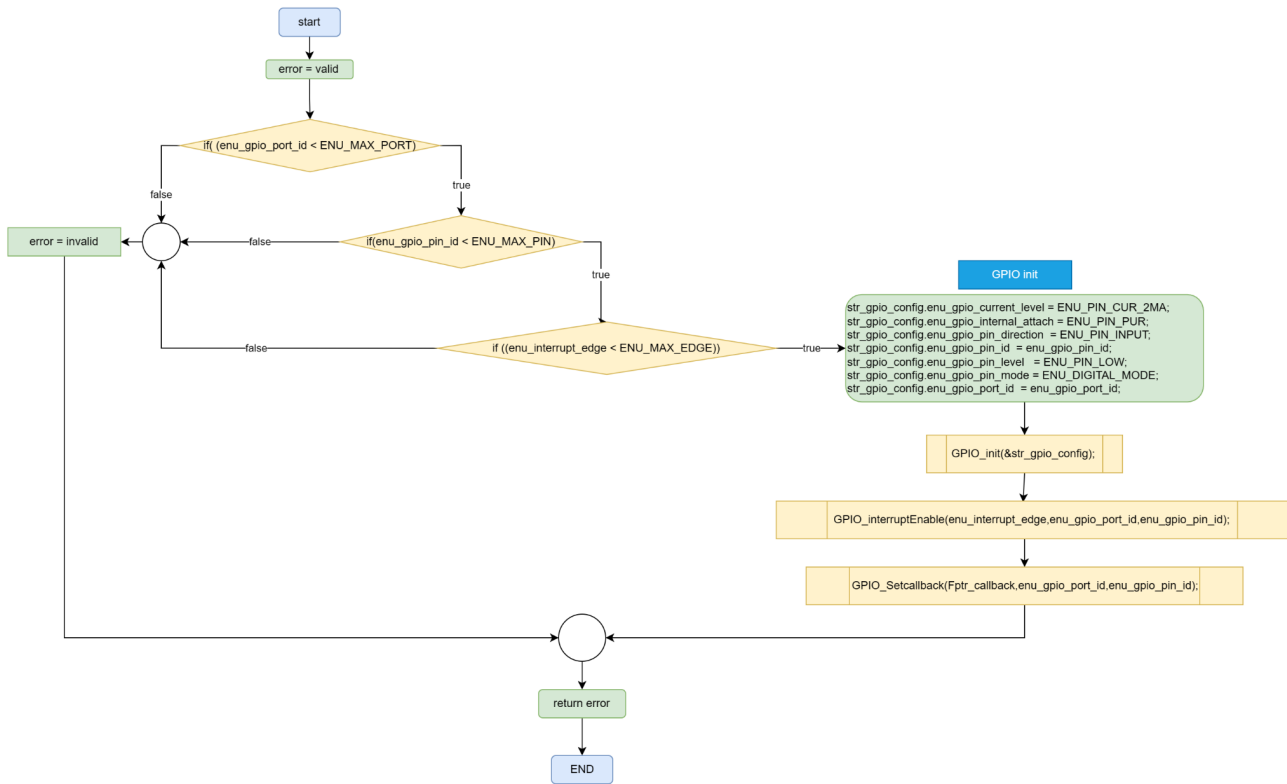 start
error = valid
if( (enu_gpio_port_id < ENU_MAX_PORT)
false
true
error = invalid
false
if(enu_gpio_pin_id < ENU_MAX_PIN)
true
false
if ((enu_interrupt_edge < ENU_MAX_EDGE))
true
GPIO init
str_gpio_config.enu_gpio_current_level = ENU_PIN_CUR_2MA;
str_gpio_config.enu_gpio_internal_attach = ENU_PIN_PUR;
str_gpio_config.enu_gpio_pin_direction  = ENU_PIN_INPUT;
str_gpio_config.enu_gpio_pin_id  = enu_gpio_pin_id;
str_gpio_config.enu_gpio_pin_level   = ENU_PIN_LOW;
str_gpio_config.enu_gpio_pin_mode = ENU_DIGITAL_MODE;
str_gpio_config.enu_gpio_port_id  = enu_gpio_port_id;
GPIO_init(&str_gpio_config);
GPIO_interruptEnable(enu_interrupt_edge,enu_gpio_port_id,enu_gpio_pin_id);
GPIO_Setcallback(Fptr_callback,enu_gpio_port_id,enu_gpio_pin_id);
return error
END